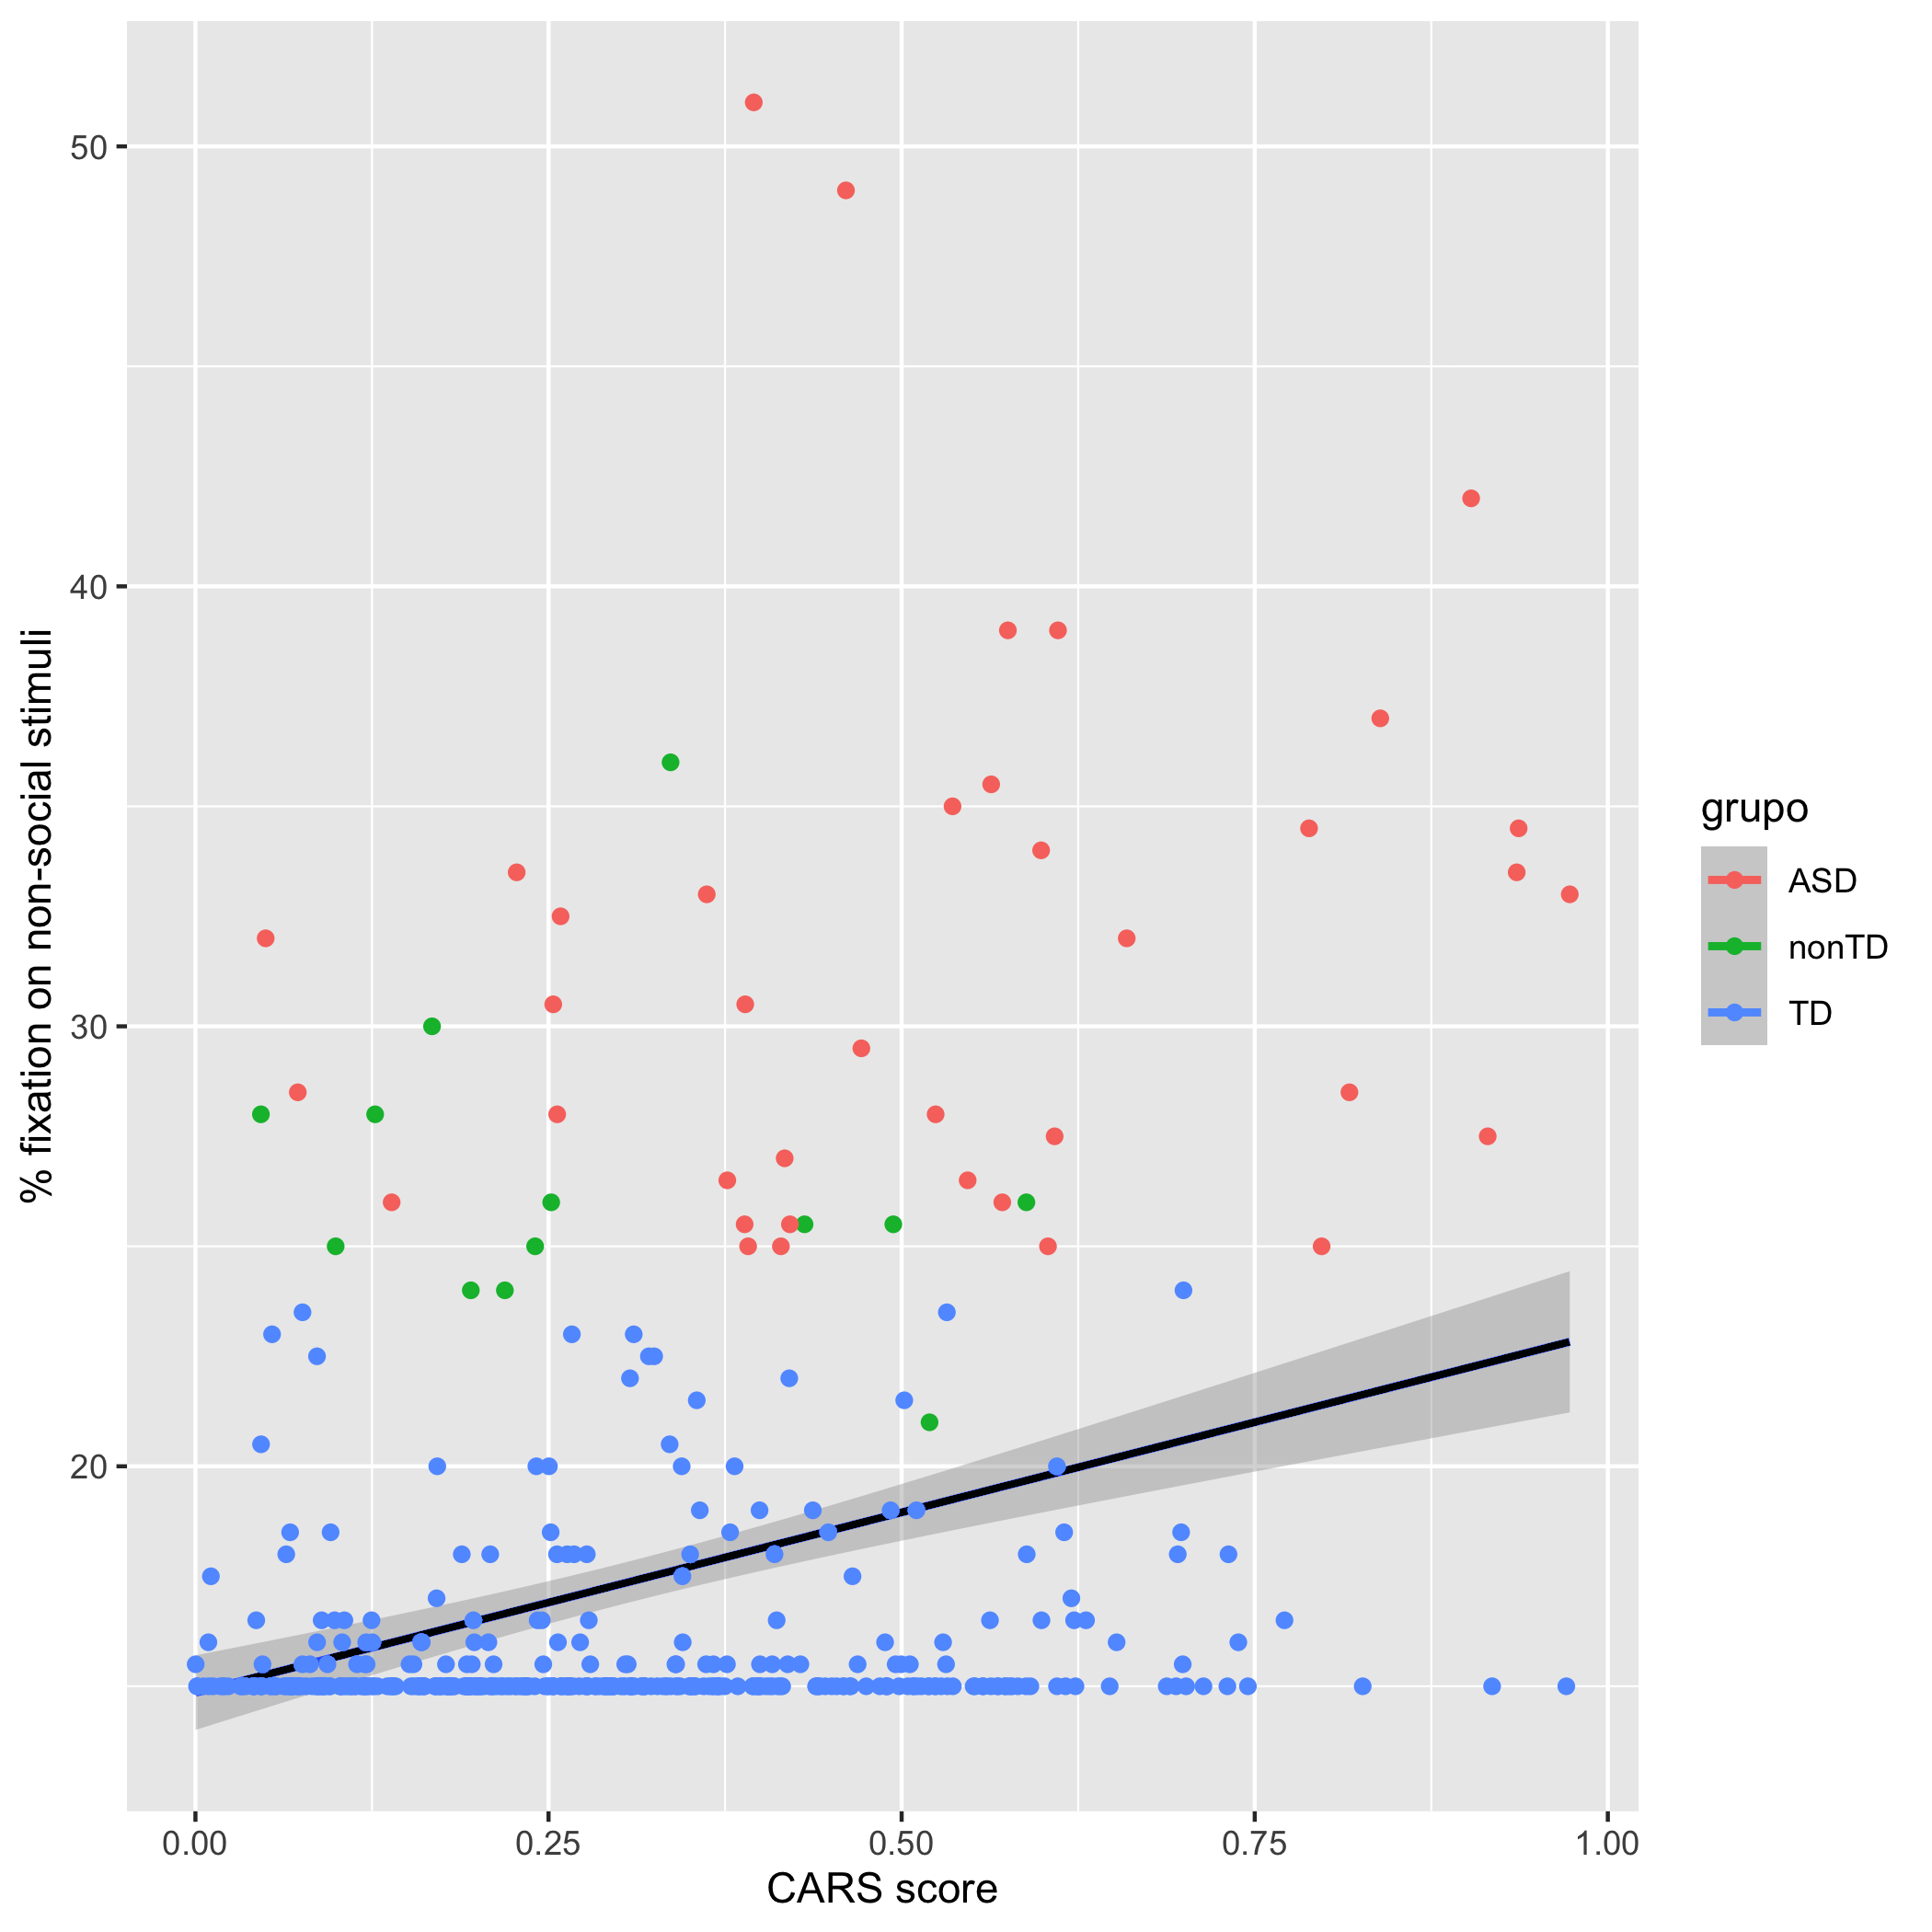 50
40
30
20
% fixation on non-social stimuli
0.00 0.25 0.50 0.75 1.00
CARS score
grupo
ASD
nonTD
TD